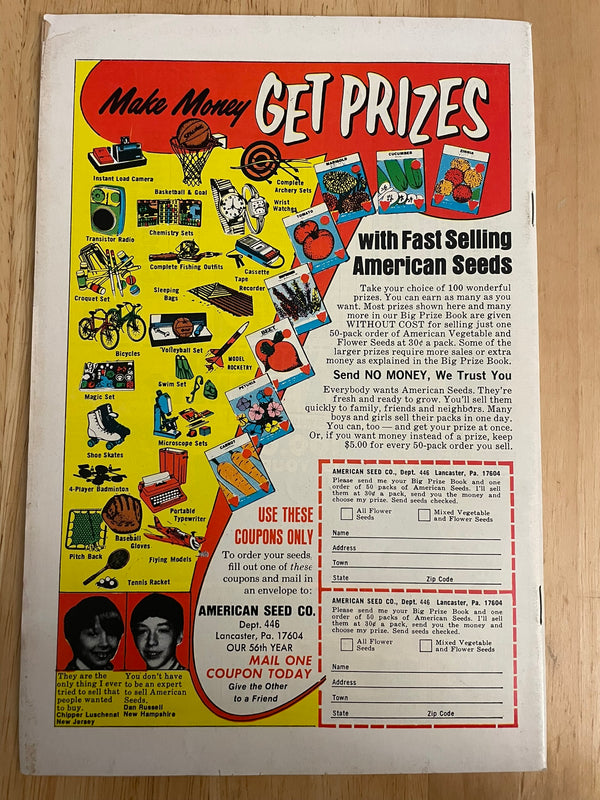 Make Money GET PRIZES
Instant Load Camera
Basketball & Goal
Complete
Archery Sets
Transistor Radio
Chemistry Sets
Wrist
Watches
Complete Fishing Outfits
Cassette
Tape
Recorder
Croquet Set
Sleeping
Bags
Bicycles
Volleyball Set
MODEL
ROCKETRY
Magic Set
Swim Set
Shoe Skates
Microscope Sets
4-Player Badminton
Portable
Typewriter
Baseball
Gloves
Pitch Back
Flying Models
Tennis Racket
MARIGOLD
CUCUMBER
ZINNIA
TOMATO
BEET
PETUNIA
CARROT
with Fast Selling
American Seeds
Take your choice of 100 wonderful
prizes. You can earn as many as you
want. Most prizes shown here and many
more in our Big Prize Book are given
WITHOUT COST for selling just one
50-pack order of American Vegetable and
Flower Seeds at 30¢ a pack. Some of the
larger prizes require more sales or extra
money as explained in the Big Prize Book.
Send NO MONEY, We Trust You
Everybody wants American Seeds. They're
fresh and ready to grow. You'll sell them
quickly to family, friends and neighbors. Many
boys and girls sell their packs in one day.
You can, too — and get your prize at once.
Or, if you want money instead of a prize, keep
$5.00 for every 50-pack order you sell.
USE THESE
COUPONS ONLY
To order your seeds,
fill out one of these
coupons and mail in
an envelope to:
AMERICAN SEED CO.
Dept. 446
Lancaster, Pa. 17604
OUR 56th YEAR
MAIL ONE
COUPON TODAY
Give the Other
to a Friend
They are the
only thing I ever
tried to sell that
people wanted
to buy.
Chipper Luschenat
New Jersey
You don't have
to be an expert
to sell American
Seeds.
Dan Russell
New Hampshire
AMERICAN SEED CO., Dept. 446 Lancaster, Pa. 17604
Please send me your Big Prize Book and one
order of 50 packs of American Seeds. I'll sell
them at 30¢ a pack, send you the money and
choose my prize. Send seeds checked.
All Flower
Seeds
Mixed Vegetable
and Flower Seeds
Name
Address
Town
State Zip Code
AMERICAN SEED CO., Dept. 446 Lancaster, Pa. 17604
Please send me your Big Prize Book and one
order of 50 packs of American Seeds. I'll sell
them at 30¢ a pack, send you the money and
choose my prize. Send seeds checked.
All Flower
Seeds
Mixed Vegetable
and Flower Seeds
Name
Address
Town
State Zip Code